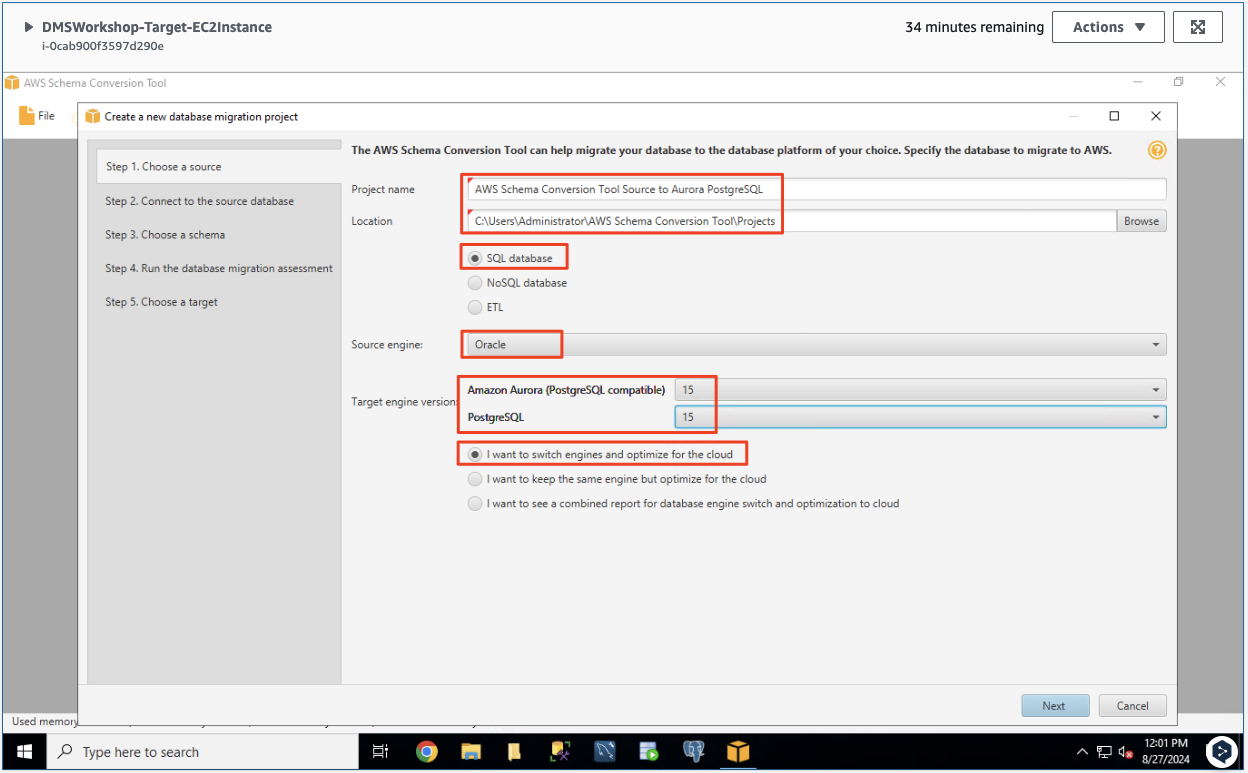 DMSWorkshop-Target-EC2Instance
i-0cab900f3597d290e
34 minutes remaining
Actions
AWS Schema Conversion Tool
File
Create a new database migration project
Step 1. Choose a source
Step 2. Connect to the source database
Step 3. Choose a schema
Step 4. Run the database migration assessment
Step 5. Choose a target
The AWS Schema Conversion Tool can help migrate your database to the database platform of your choice. Specify the database to migrate to AWS.
Project name
AWS Schema Conversion Tool Source to Aurora PostgreSQL
Location
C:\Users\Administrator\AWS Schema Conversion Tool\Projects
Browse
SQL database
NoSQL database
ETL
Source engine:
Oracle
Target engine version:
Amazon Aurora (PostgreSQL compatible)
15
PostgreSQL
15
I want to switch engines and optimize for the cloud
I want to keep the same engine but optimize for the cloud
I want to see a combined report for database engine switch and optimization to cloud
Next
Cancel
Used memory
Type here to search
12:01 PM
8/27/2024